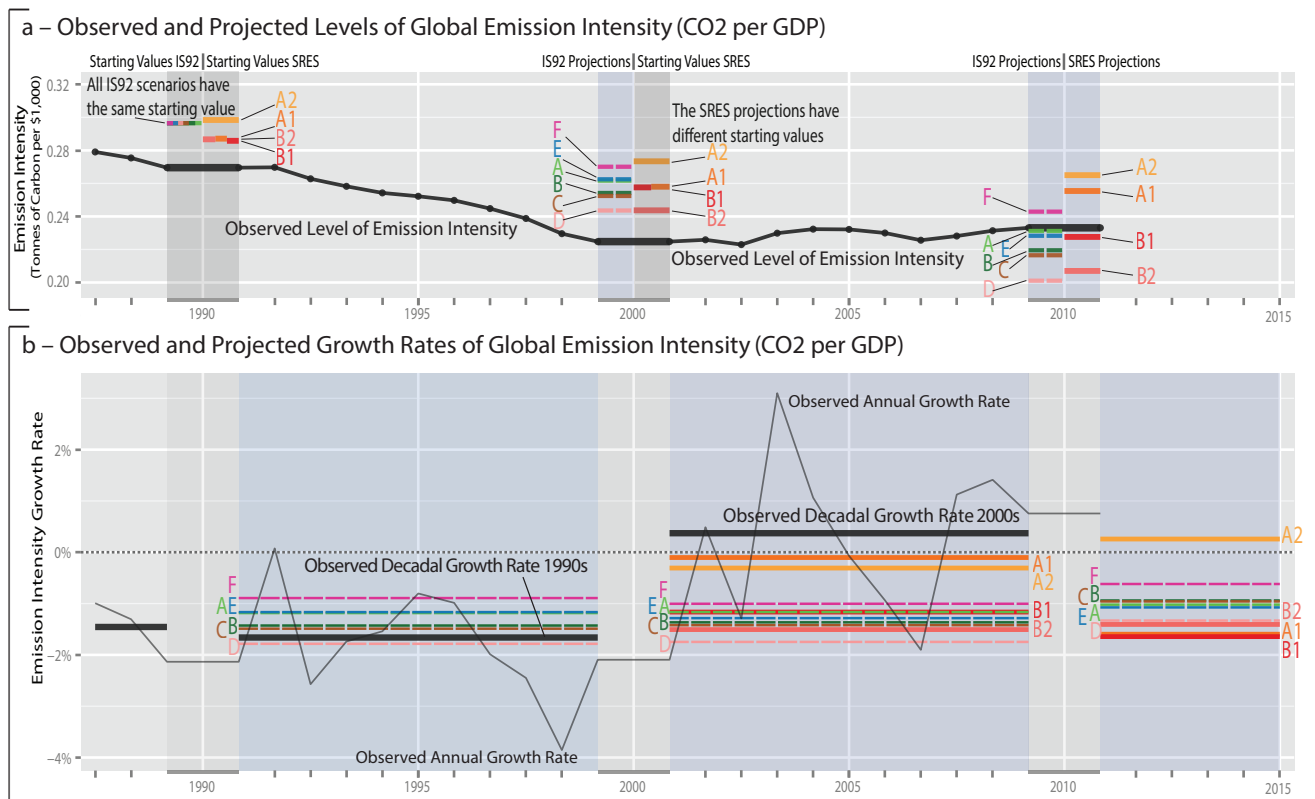 a – Observed and Projected Levels of Global Emission Intensity (CO2 per GDP)
Starting Values IS92 | Starting Values SRES
IS92 Projections | Starting Values SRES
IS92 Projections | SRES Projections
Emission Intensity
(Tonnes of Carbon per $1,000)
0.32
0.28
0.24
0.20
All IS92 scenarios have
the same starting value
A2
A1
B2
B1
Observed Level of Emission Intensity
F
E
A
B
C
D
The SRES projections have
different starting values
A2
A1
B1
B2
Observed Level of Emission Intensity
F
A
E
B
C
D
A2
A1
B1
B2
1990
1995
2000
2005
2010
2015
b – Observed and Projected Growth Rates of Global Emission Intensity (CO2 per GDP)
Emission Intensity Growth Rate
2%
0%
−2%
−4%
F
A E
B
C
D
Observed Decadal Growth Rate 1990s
Observed Annual Growth Rate
Observed Annual Growth Rate
Observed Decadal Growth Rate 2000s
F
E A
B
C
D
A1
A2
B1
B2
F
C B
E A
D
A2
B2
A1
B1
1990
1995
2000
2005
2010
2015